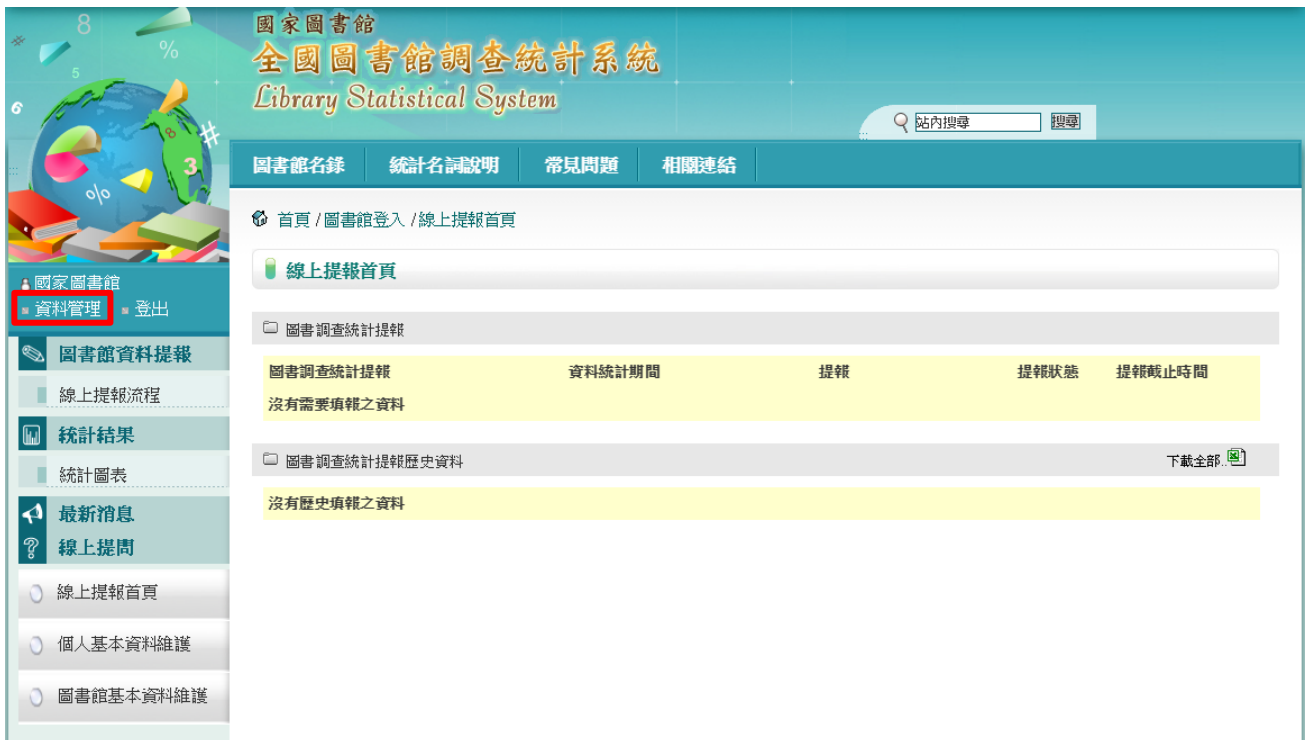 8
%
5
6
#
8
#
3
%
國家圖書館
全國圖書館調查統計系統
Library Statistical System
站內搜尋 搜尋
圖書館名錄 統計名詞說明 常見問題 相關連結
首頁 / 圖書館登入 / 線上提報首頁
線上提報首頁
國家圖書館
資料管理 登出
圖書館資料提報
線上提報流程
統計結果
統計圖表
最新消息
線上提問
線上提報首頁
個人基本資料維護
圖書館基本資料維護
圖書調查統計提報
圖書調查統計提報 資料統計期間 提報 提報狀態 提報截止時間
沒有需要填報之資料
圖書調查統計提報歷史資料 下載全部..
沒有歷史填報之資料